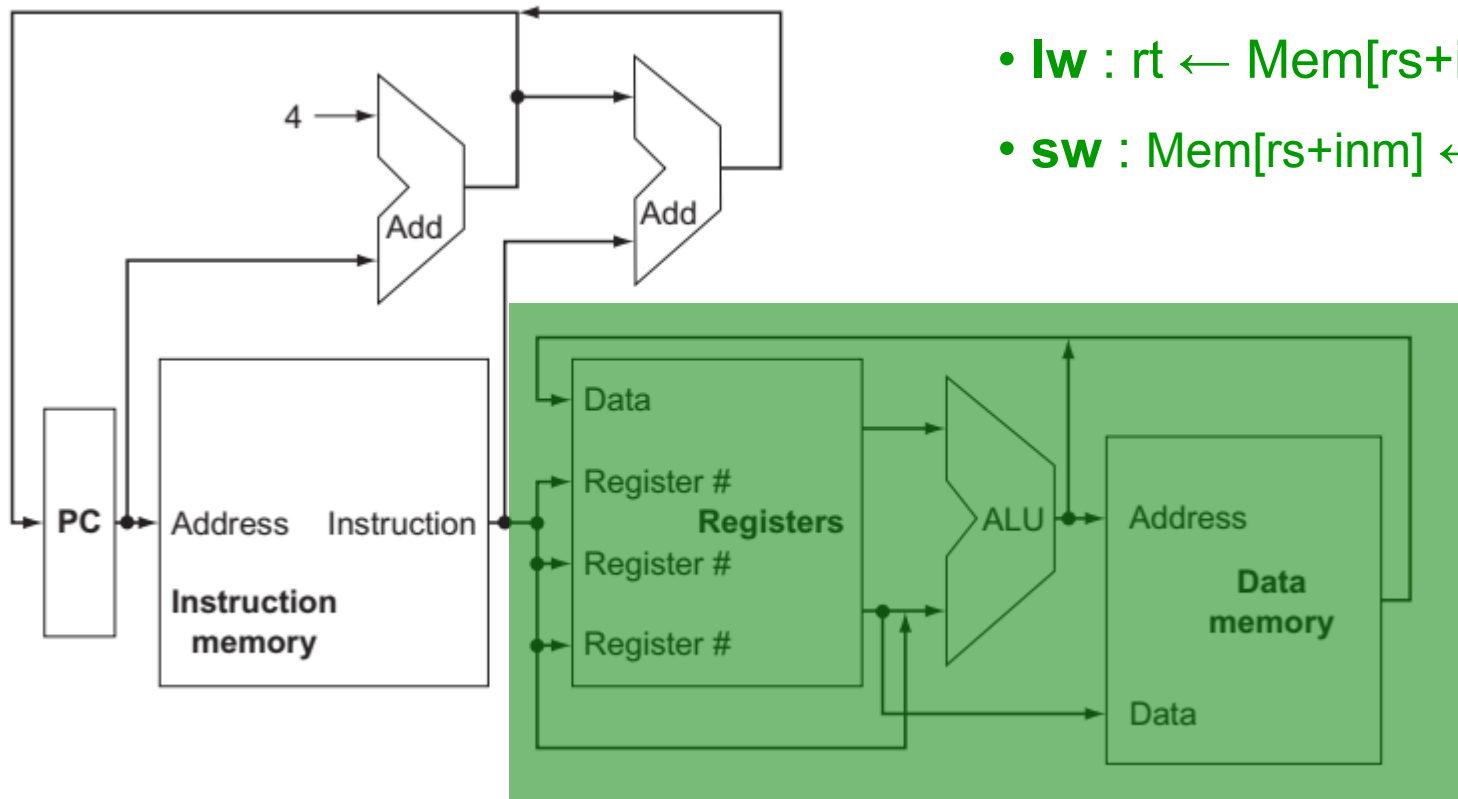 • lw : rt ← Mem[rs+i
• sw : Mem[rs+inm] ←
4
Add
Add
Data
Register #
Registers
Register #
Register #
ALU
Address
Data
memory
Data
PC
Address Instruction
Instruction
memory